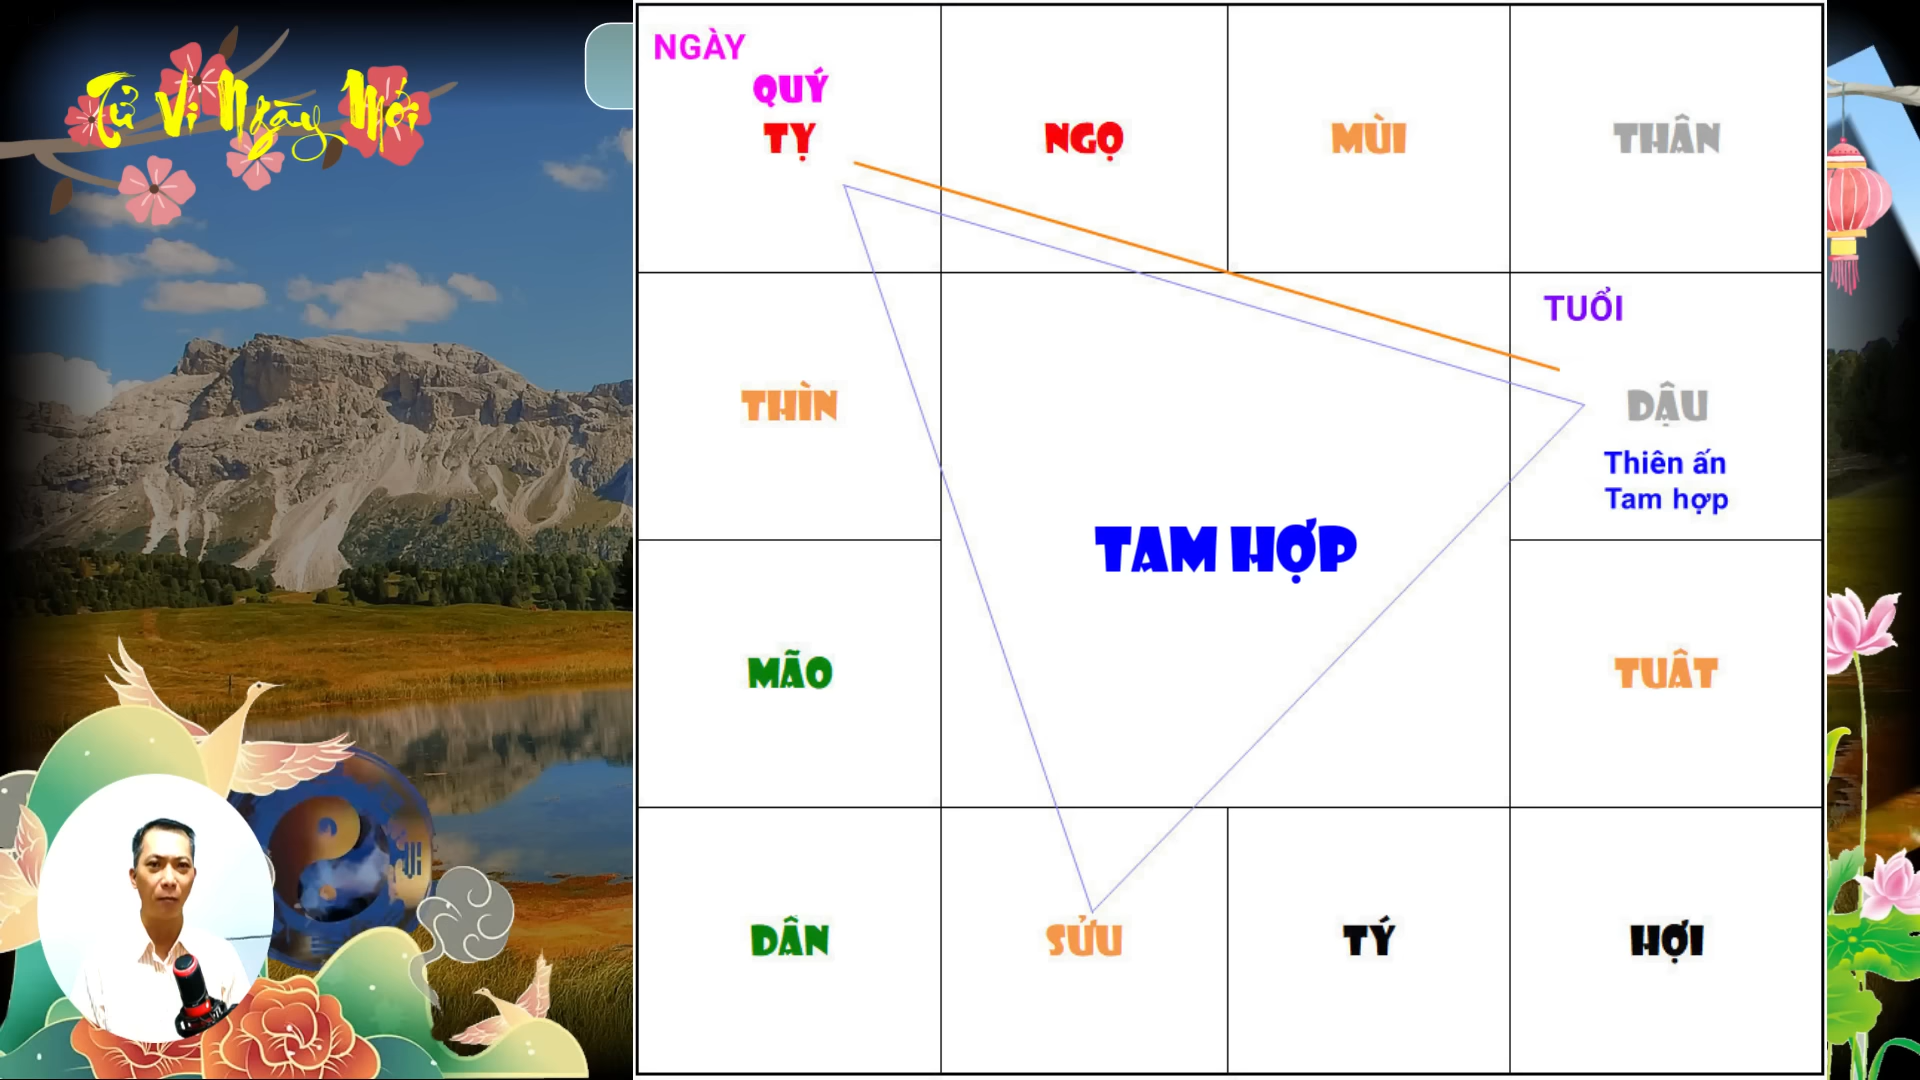 Tử Vi Ngày Mới
NGÀY
QUÝ
TỴ
NGỌ
MÙI
THÂN
THÌN
TUỔI
DẬU
Thiên ấn
Tam hợp
TAM HỢP
MÃO
TUẤT
DẦN
SỬU
TÝ
HỢI